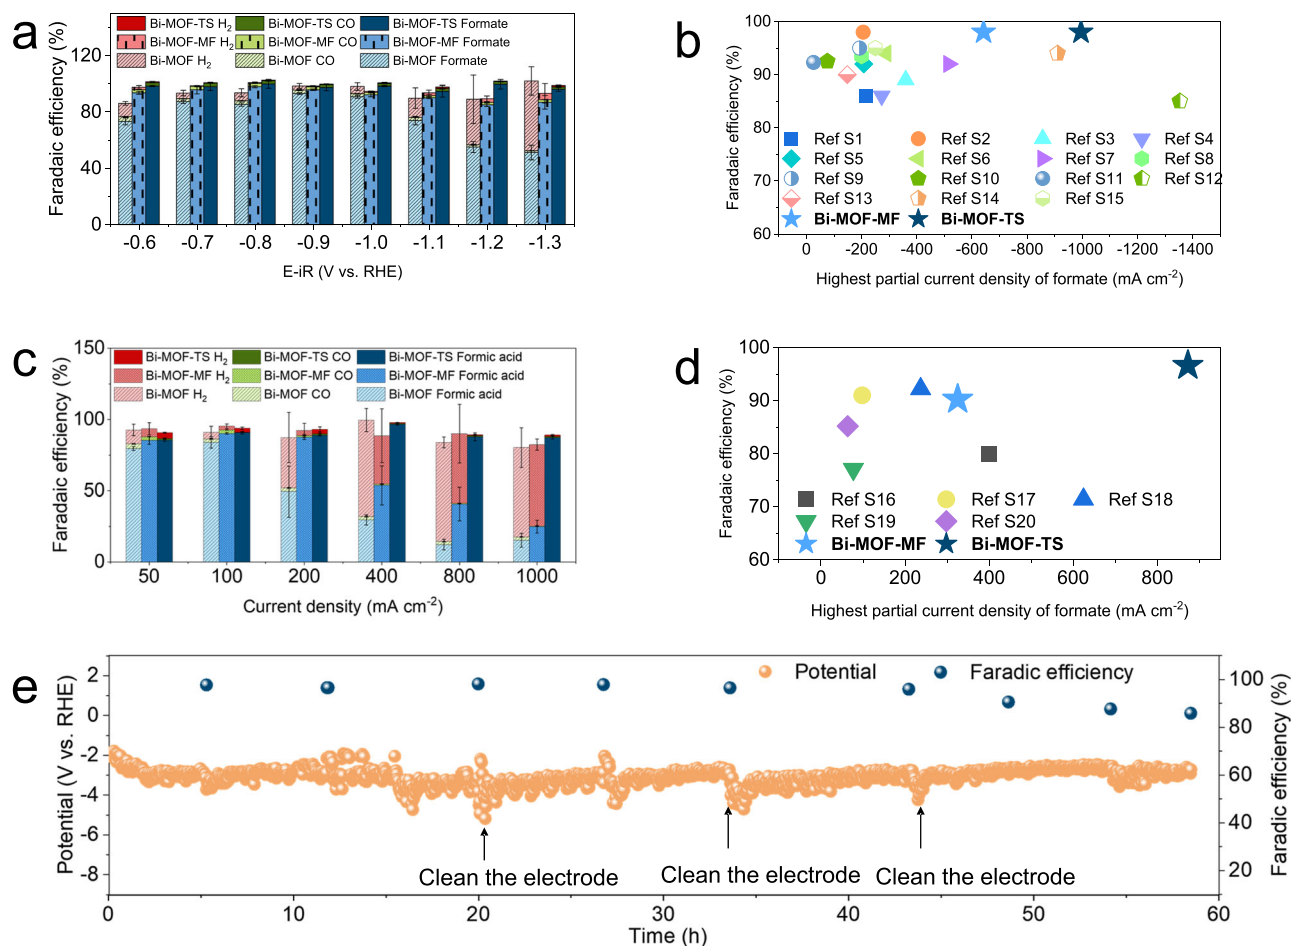 a
Faradaic efficiency (%)
120
80
40
0
Bi-MOF-TS H2 Bi-MOF-TS CO Bi-MOF-TS Formate
Bi-MOF-MF H2 Bi-MOF-MF CO Bi-MOF-MF Formate
Bi-MOF H2 Bi-MOF CO Bi-MOF Formate
-0.6 -0.7 -0.8 -0.9 -1.0 -1.1 -1.2 -1.3
E-iR (V vs. RHE)
b
Faradaic efficiency (%)
100
90
80
70
60
Ref S1 Ref S2 Ref S3 Ref S4
Ref S5 Ref S6 Ref S7 Ref S8
Ref S9 Ref S10 Ref S11 Ref S12
Ref S13 Ref S14 Ref S15
Bi-MOF-MF Bi-MOF-TS
0 -200 -400 -600 -800 -1000 -1200 -1400
Highest partial current density of formate (mA cm-2)
c
Faradaic efficiency (%)
150
100
50
0
Bi-MOF-TS H2 Bi-MOF-TS CO Bi-MOF-TS Formic acid
Bi-MOF-MF H2 Bi-MOF-MF CO Bi-MOF-MF Formic acid
Bi-MOF H2 Bi-MOF CO Bi-MOF Formic acid
50 100 200 400 800 1000
Current density (mA cm-2)
d
Faradaic efficiency (%)
100
90
80
70
60
Ref S16 Ref S17 Ref S18
Ref S19 Ref S20
Bi-MOF-MF Bi-MOF-TS
0 200 400 600 800
Highest partial current density of formate (mA cm-2)
e
Potential (V vs. RHE)
2
0
-2
-4
-6
-8
Potential Faradic efficiency
Clean the electrode
Clean the electrode
Clean the electrode
100
80
60
40
20
Faradic efficiency (%)
0 10 20 30 40 50 60
Time (h)